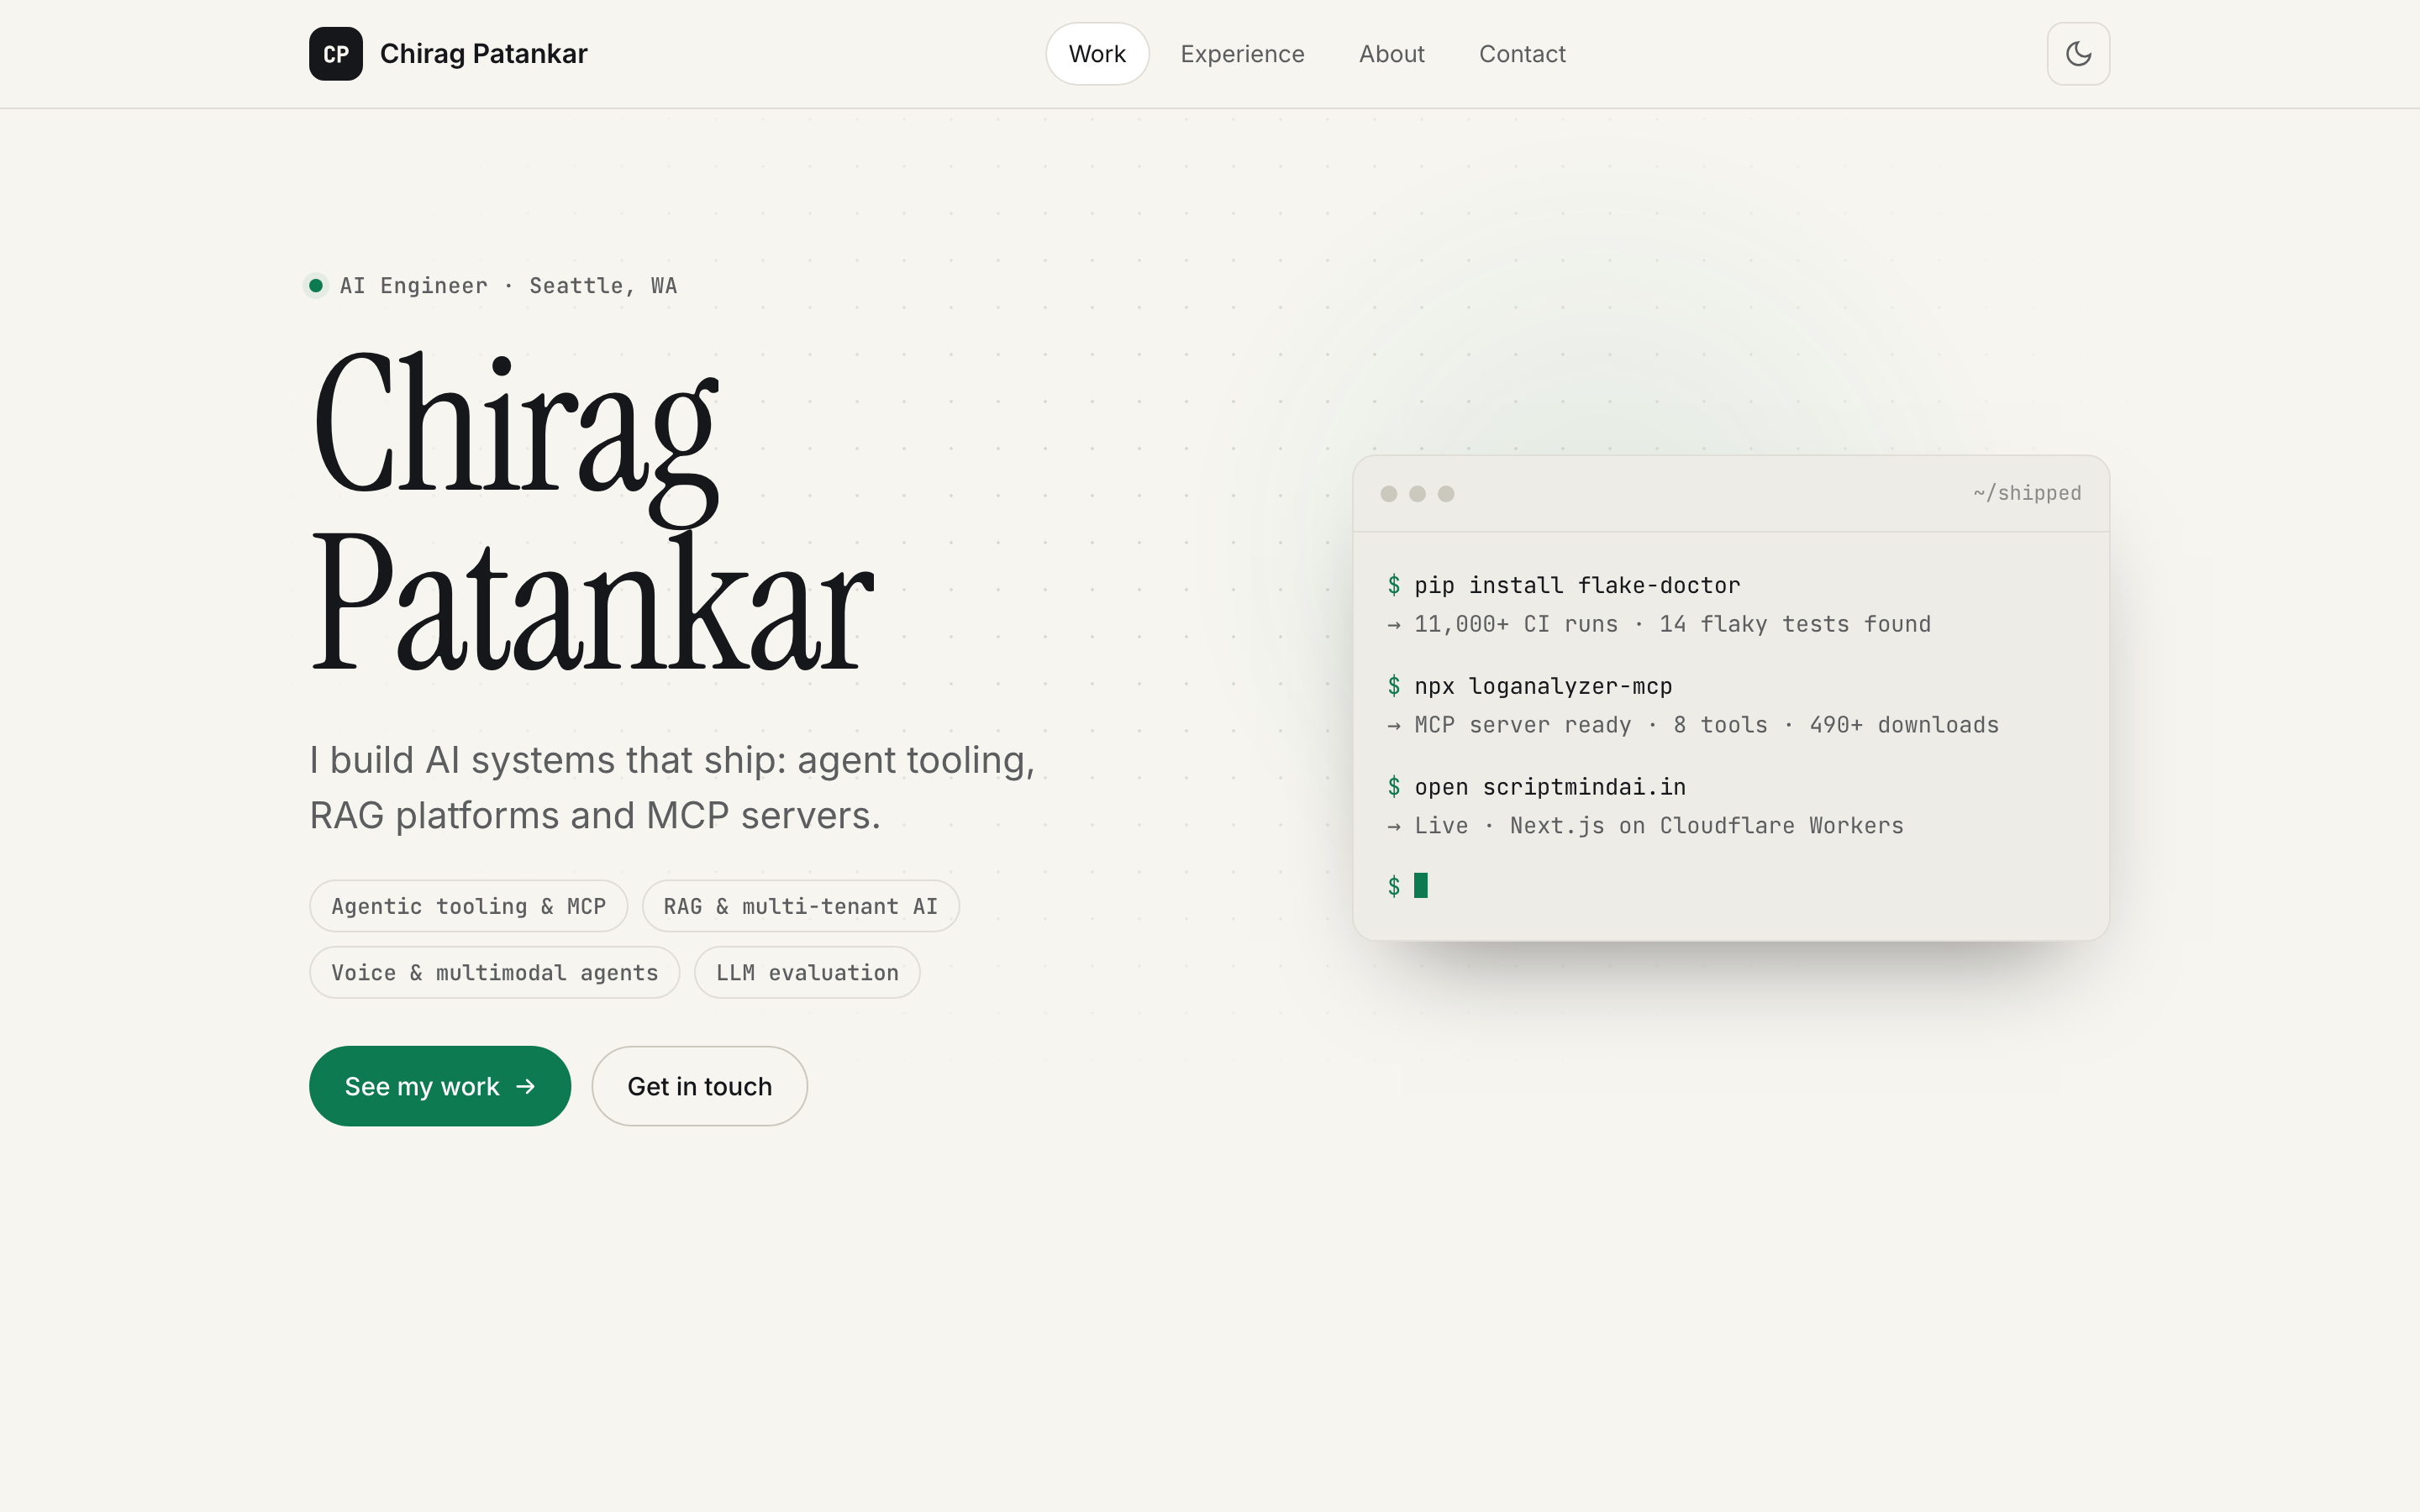 CP Chirag Patankar
Work Experience About Contact
AI Engineer · Seattle, WA
Chirag
Patankar
I build AI systems that ship: agent tooling,
RAG platforms and MCP servers.
Agentic tooling & MCP RAG & multi-tenant AI
Voice & multimodal agents LLM evaluation
See my work →
Get in touch
~/shipped
$ pip install flake-doctor
→ 11,000+ CI runs · 14 flaky tests found
$ npx loganalyzer-mcp
→ MCP server ready · 8 tools · 490+ downloads
$ open scriptmindai.in
→ Live · Next.js on Cloudflare Workers
$